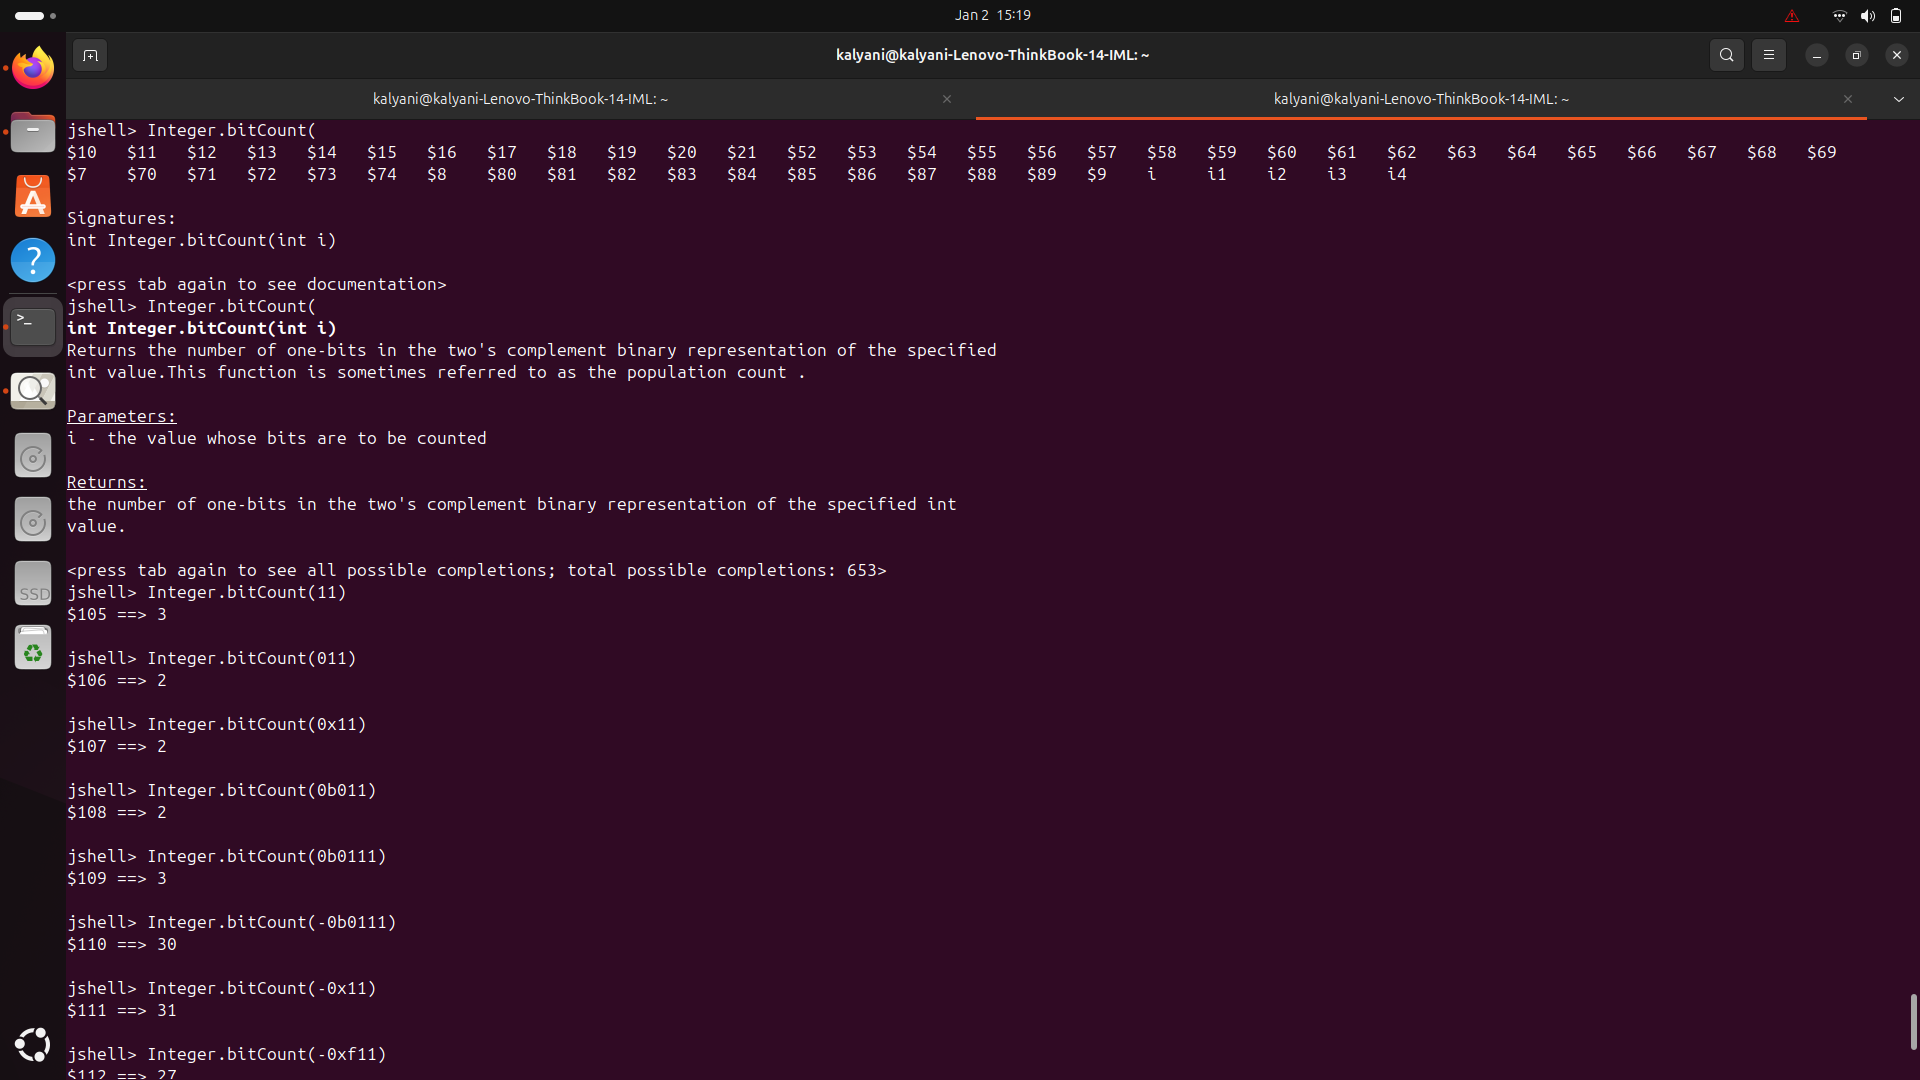 Jan 2 15:19
kalyani@kalyani-Lenovo-ThinkBook-14-IML: ~
kalyani@kalyani-Lenovo-ThinkBook-14-IML: ~
kalyani@kalyani-Lenovo-ThinkBook-14-IML: ~
jshell> Integer.bitCount(
$10 $11 $12 $13 $14 $15 $16 $17 $18 $19 $20 $21 $52 $53 $54 $55 $56 $57 $58 $59 $60 $61 $62 $63 $64 $65 $66 $67 $68 $69
$7 $70 $71 $72 $73 $74 $8 $80 $81 $82 $83 $84 $85 $86 $87 $88 $89 $9 i i1 i2 i3 i4
Signatures:
int Integer.bitCount(int i)
<press tab again to see documentation>
jshell> Integer.bitCount(
int Integer.bitCount(int i)
Returns the number of one-bits in the two's complement binary representation of the specified
int value.This function is sometimes referred to as the population count .
Parameters:
i - the value whose bits are to be counted
Returns:
the number of one-bits in the two's complement binary representation of the specified int
value.
<press tab again to see all possible completions; total possible completions: 653>
jshell> Integer.bitCount(11)
$105 ==> 3
jshell> Integer.bitCount(011)
$106 ==> 2
jshell> Integer.bitCount(0x11)
$107 ==> 2
jshell> Integer.bitCount(0b011)
$108 ==> 2
jshell> Integer.bitCount(0b0111)
$109 ==> 3
jshell> Integer.bitCount(-0b0111)
$110 ==> 30
jshell> Integer.bitCount(-0x11)
$111 ==> 31
jshell> Integer.bitCount(-0xf11)
$112 ==> 27
SSD